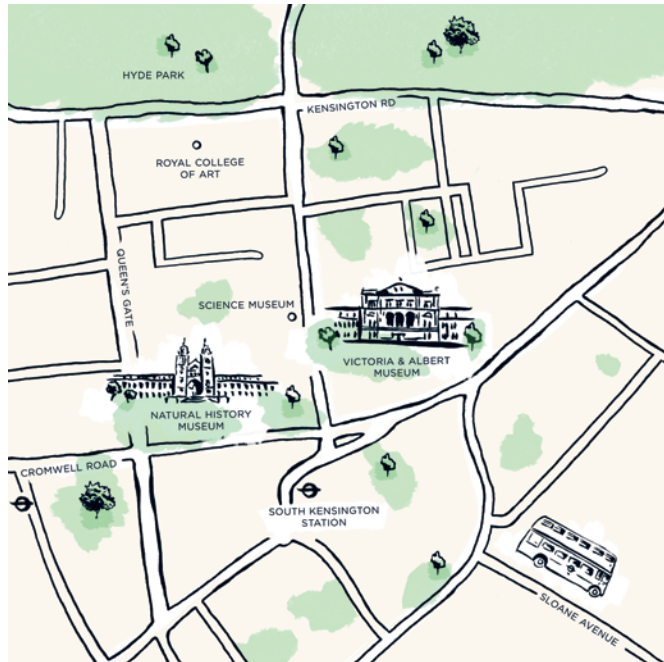 HYDE PARK
KENSINGTON RD
ROYAL COLLEGE
OF ART
QUEEN'S GATE
SCIENCE MUSEUM
VICTORIA & ALBERT
MUSEUM
NATURAL HISTORY
MUSEUM
CROMWELL ROAD
SOUTH KENSINGTON
STATION
SLOANE AVENUE